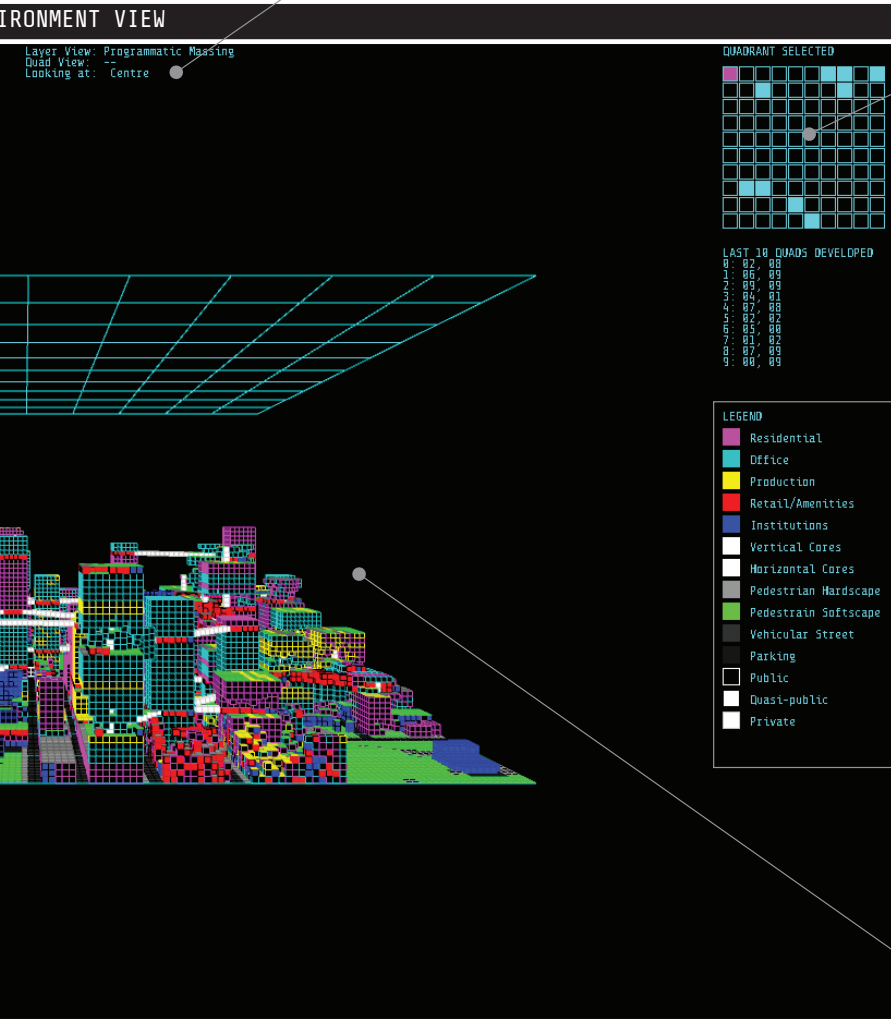 IRONMENT VIEW
Layer View: Programmatic Massing
Quad View: --
Looking at: Centre
QUADRANT SELECTED
LAST 10 QUADS DEVELOPED
0: 02, 08
1: 06, 09
2: 09, 09
3: 04, 01
4: 07, 08
5: 02, 02
6: 05, 00
7: 01, 02
8: 07, 09
9: 00, 09
LEGEND
Residential
Office
Production
Retail/Amenities
Institutions
Vertical Cores
Horizontal Cores
Pedestrian Hardscape
Pedestrain Softscape
Vehicular Street
Parking
Public
Quasi-public
Private